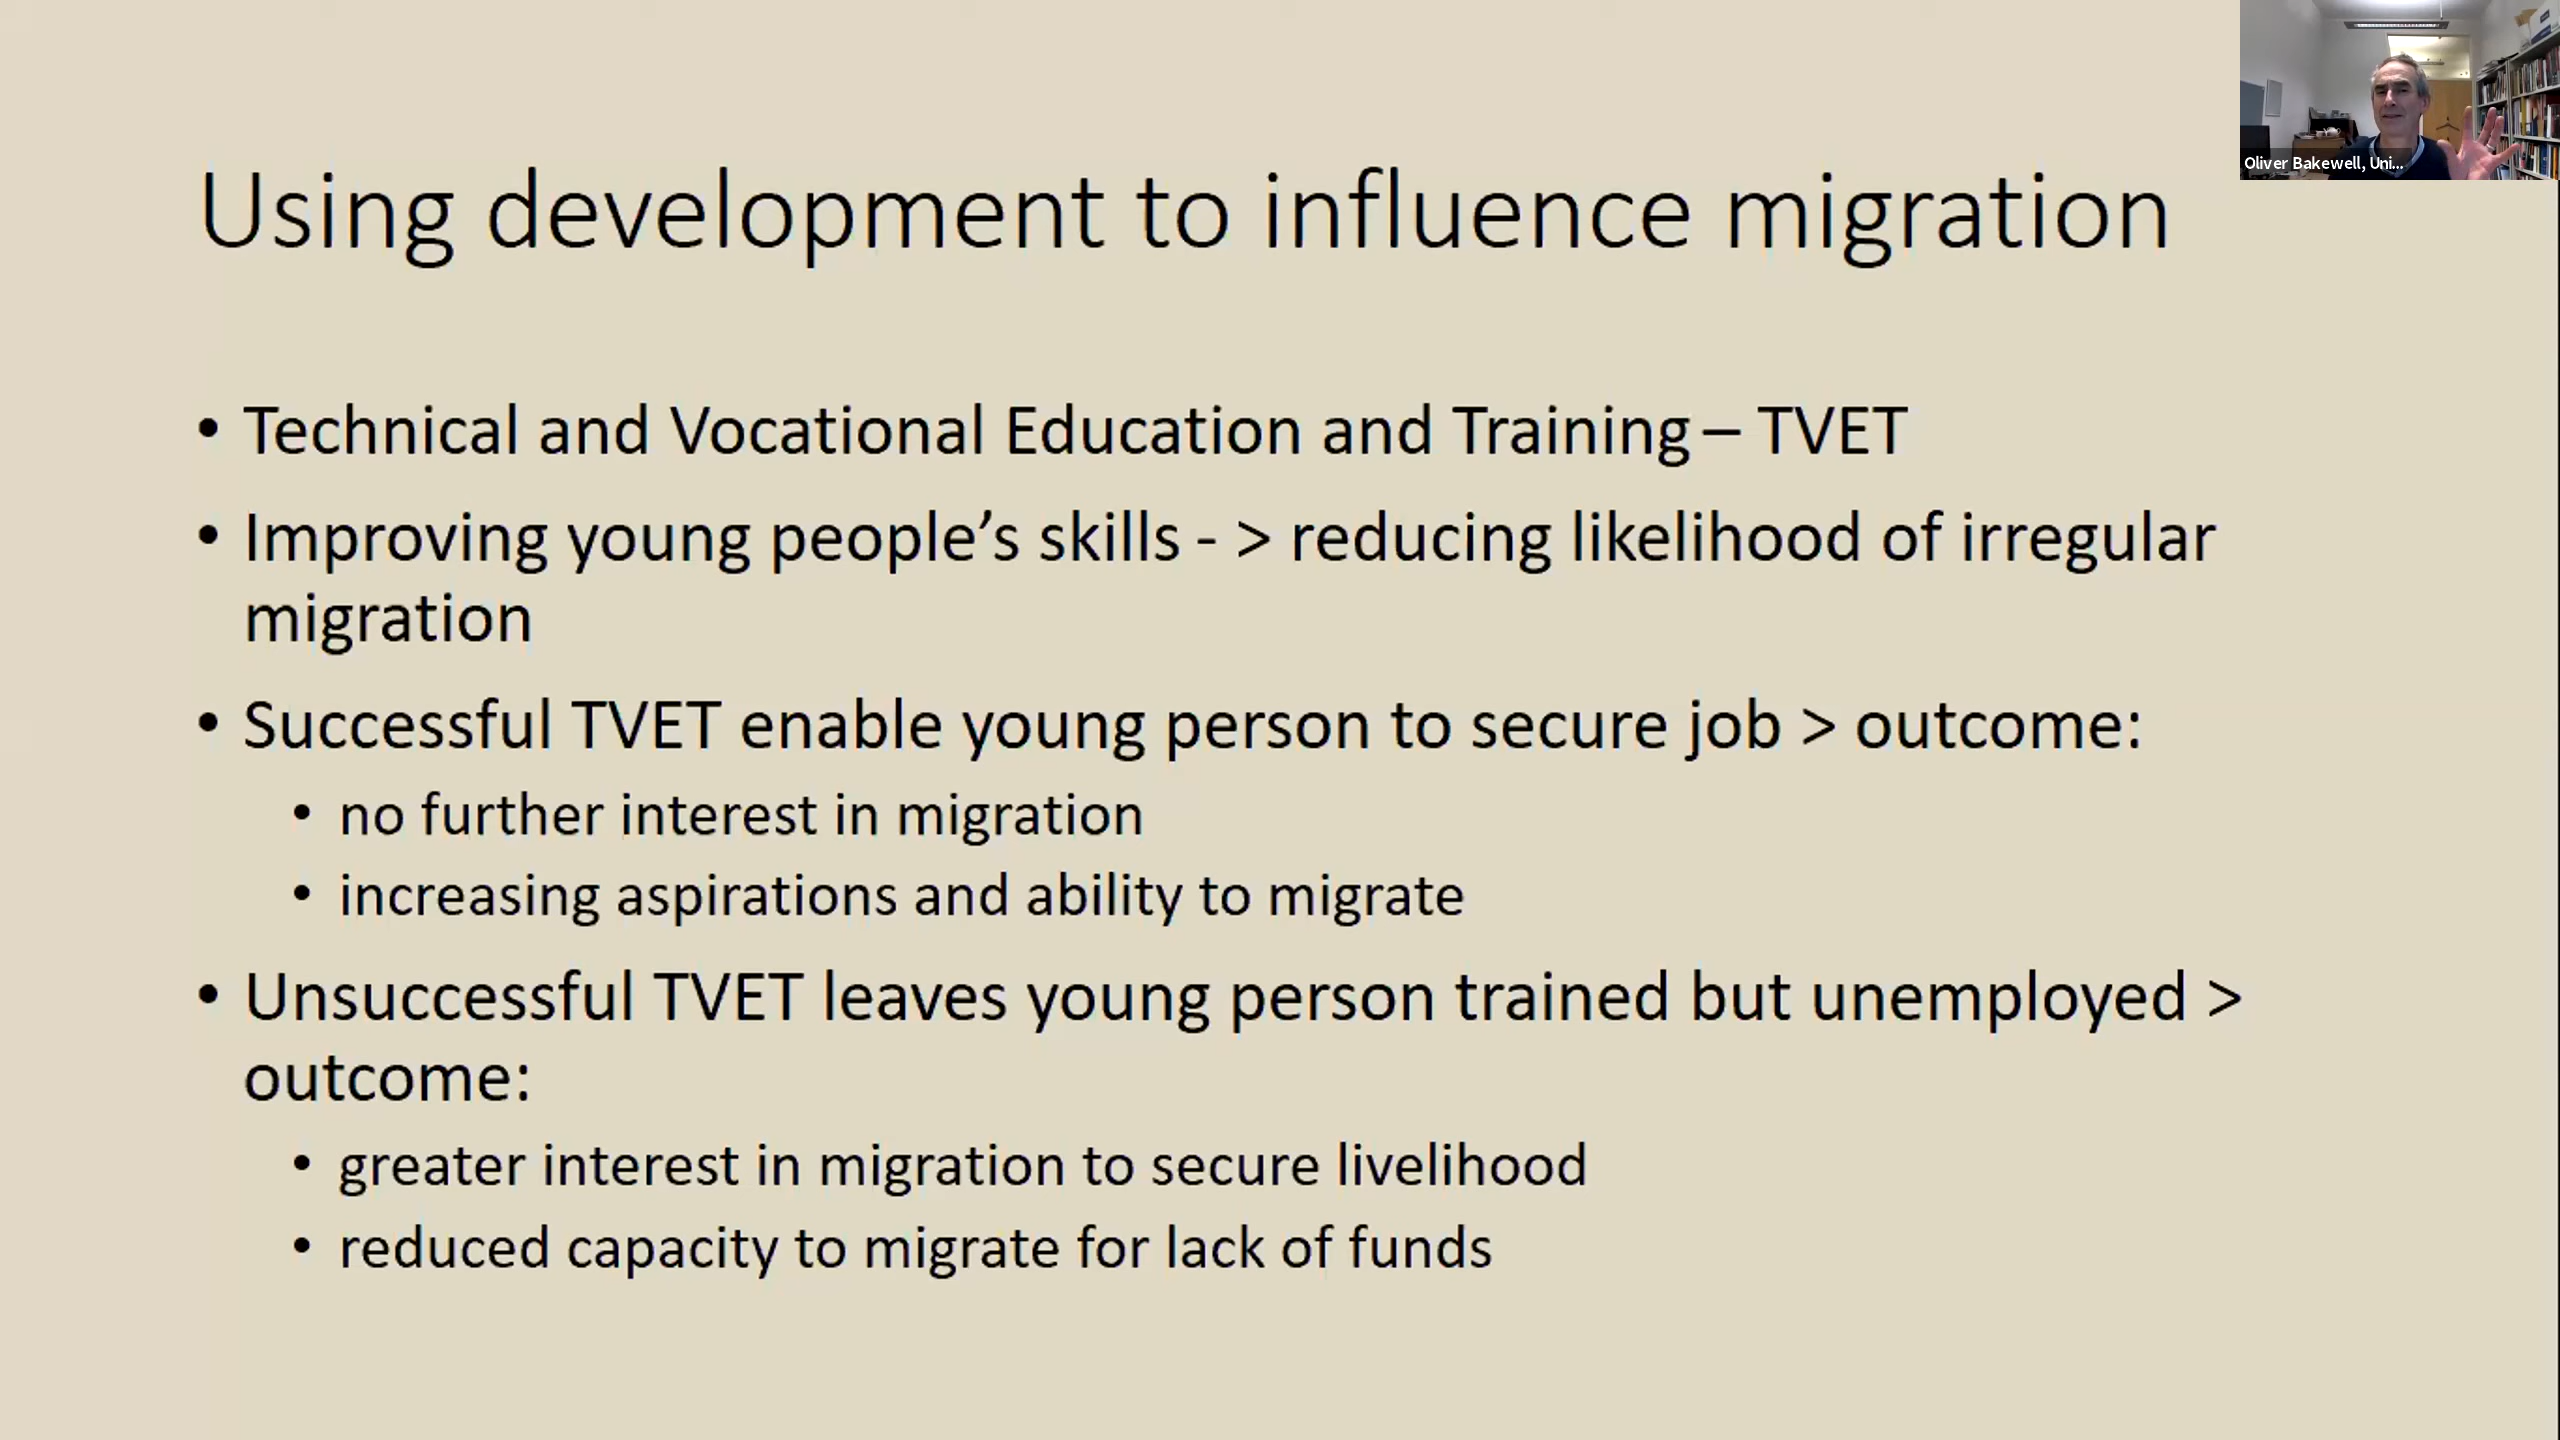 Oliver Bakewell, Uni...
Using development to influence migration
• Technical and Vocational Education and Training – TVET
• Improving young people’s skills - > reducing likelihood of irregular
migration
• Successful TVET enable young person to secure job > outcome:
• no further interest in migration
• increasing aspirations and ability to migrate
• Unsuccessful TVET leaves young person trained but unemployed >
outcome:
• greater interest in migration to secure livelihood
• reduced capacity to migrate for lack of funds